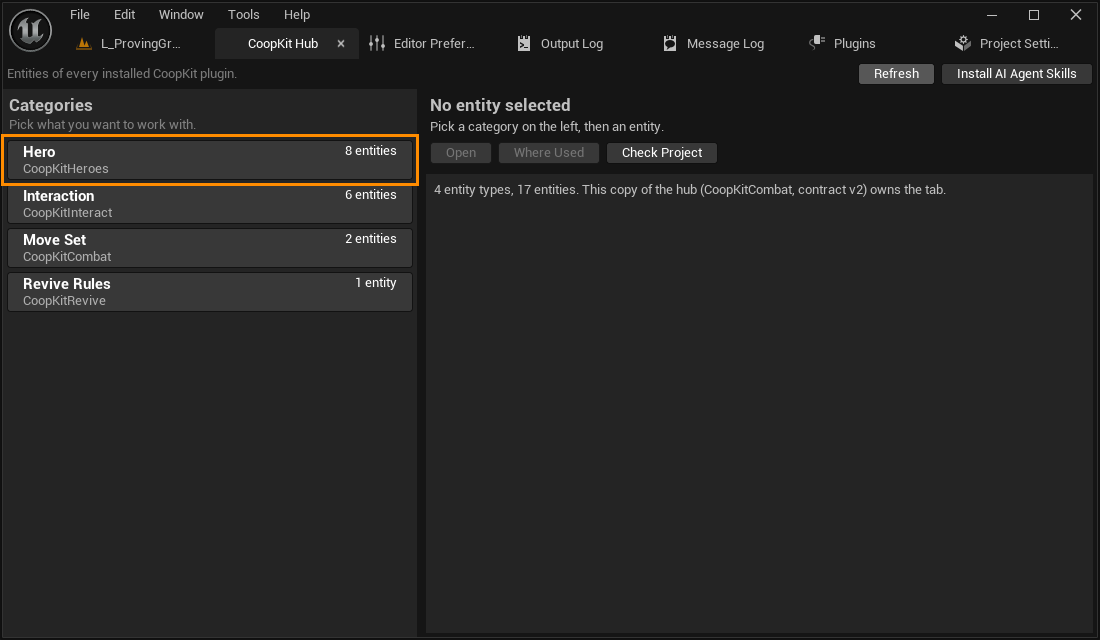 File Edit Window Tools Help
L_ProvingGr... CoopKit Hub Editor Prefer... Output Log Message Log Plugins Project Setti...
Entities of every installed CoopKit plugin. Refresh Install AI Agent Skills
Categories
Pick what you want to work with.
Hero 8 entities
CoopKitHeroes
Interaction 6 entities
CoopKitInteract
Move Set 2 entities
CoopKitCombat
Revive Rules 1 entity
CoopKitRevive
No entity selected
Pick a category on the left, then an entity.
Open Where Used Check Project
4 entity types, 17 entities. This copy of the hub (CoopKitCombat, contract v2) owns the tab.